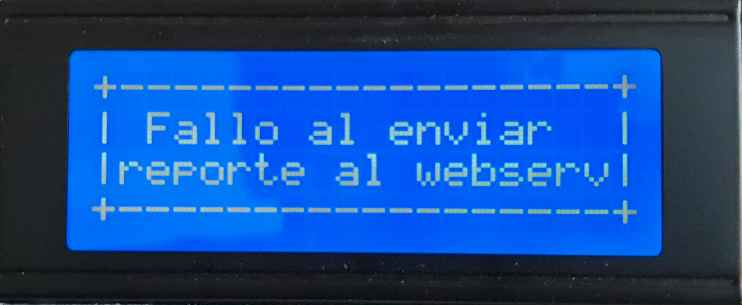 +------------------+
| Fallo al enviar  |
|reporte al webserv|
+------------------+